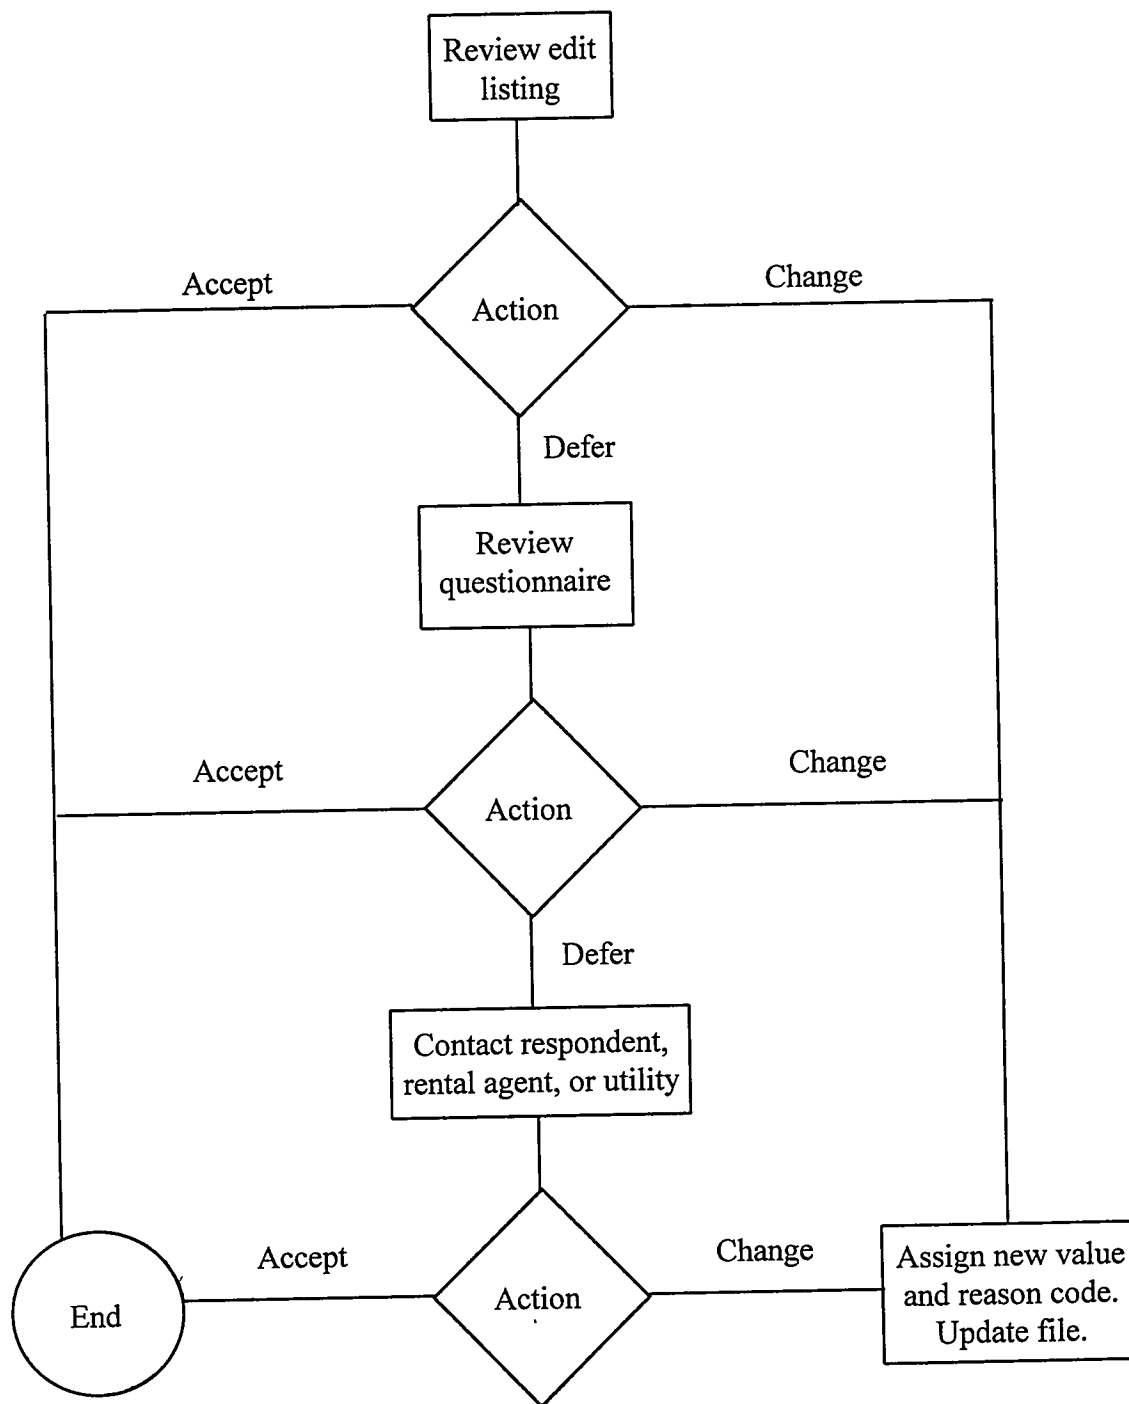 Review edit
listing
Accept
Action
Change
Defer
Review
questionnaire
Accept
Action
Change
Defer
Contact respondent,
rental agent, or utility
End
Accept
Action
Change
Assign new value
and reason code.
Update file.